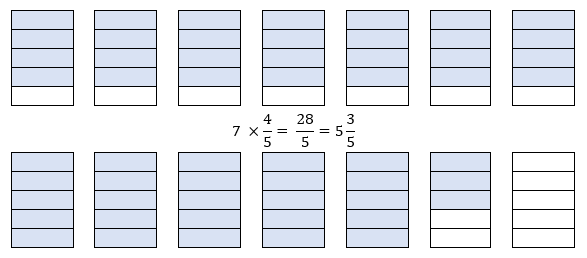 7 × 4/5 = 28/5 = 5 3/5